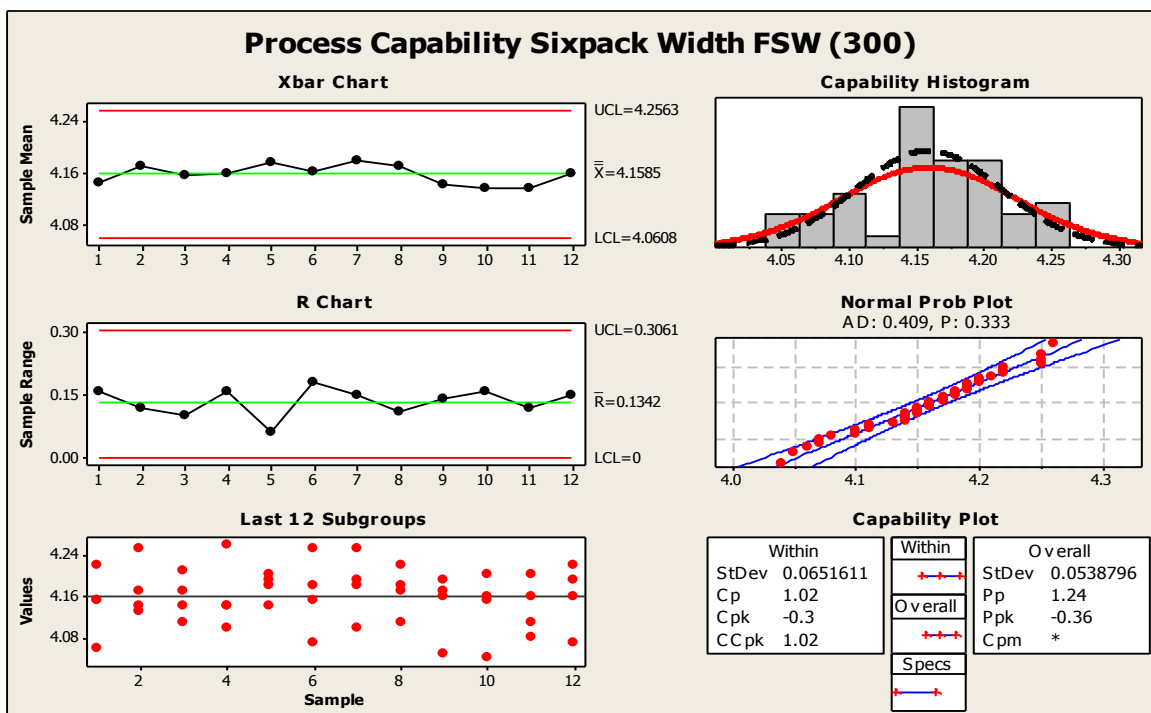 Process Capability Sixpack Width FSW (300)
Xbar Chart
Sample Mean
4.24
4.16
4.08
1 2 3 4 5 6 7 8 9 10 11 12
UCL=4.2563
X̿=4.1585
LCL=4.0608
Capability Histogram
4.05 4.10 4.15 4.20 4.25 4.30
R Chart
Sample Range
0.30
0.15
0.00
1 2 3 4 5 6 7 8 9 10 11 12
UCL=0.3061
R̅=0.1342
LCL=0
Normal Prob Plot
AD: 0.409, P: 0.333
4.0 4.1 4.2 4.3
Last 12 Subgroups
Values
4.24
4.16
4.08
2 4 6 8 10 12
Sample
Capability Plot
Within
StDev 0.0651611
Cp 1.02
Cpk -0.3
CCpk 1.02
Within
Overall
Specs
Overall
StDev 0.0538796
Pp 1.24
Ppk -0.36
Cpm *